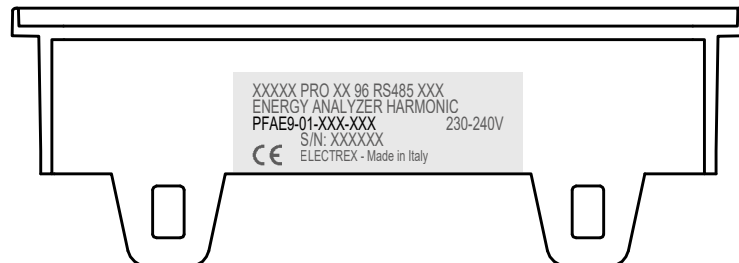 XXXXX PRO XX 96 RS485 XXX
ENERGY ANALYZER HARMONIC
PFAE9-01-XXX-XXX 230-240V
S/N: XXXXXX
CE ELECTREX - Made in Italy